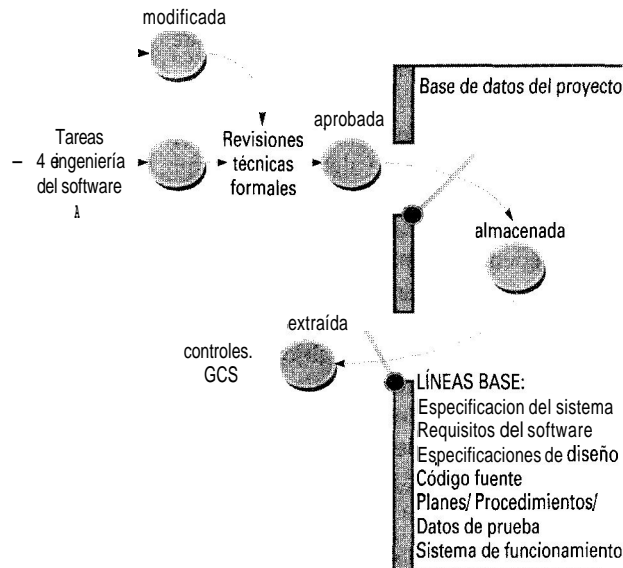 modificada
Base de datos del proyecto
Tareas
– 4 èingeniería
del software
λ
Revisiones
técnicas
formales
aprobada
almacenada
extraída
controles.
GCS
LÍNEAS BASE:
Especificacion del sistema
Requisitos del software
Especificaciones de diseño
Código fuente
Planes/ Procedimientos/
Datos de prueba
Sistema de funcionamiento